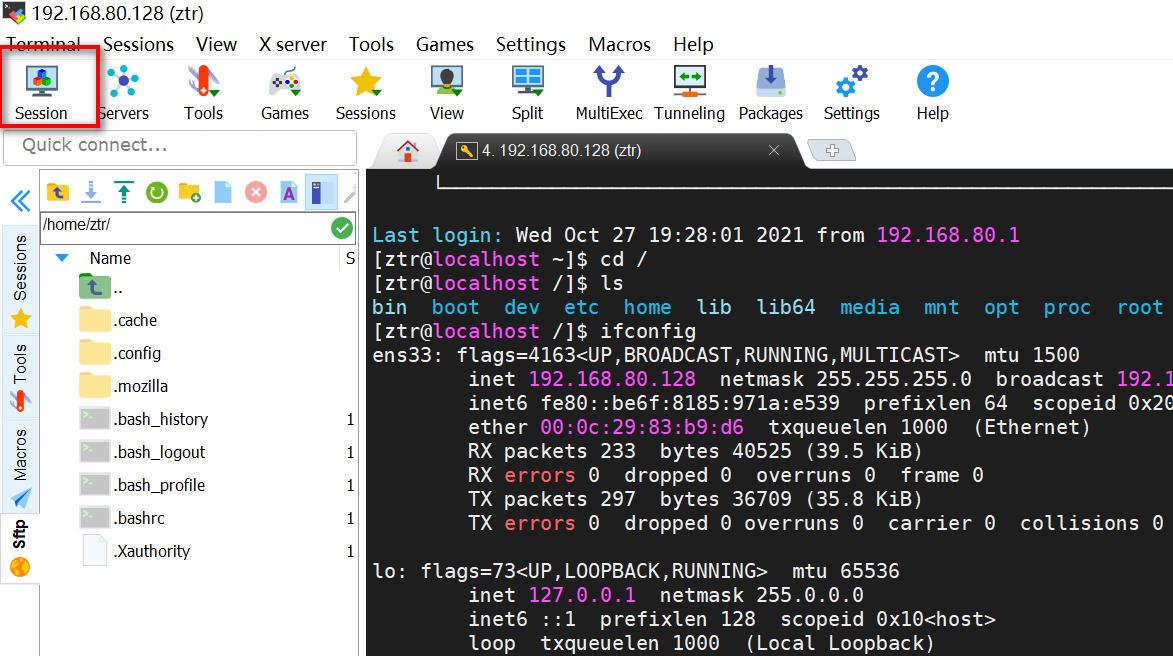 192.168.80.128 (ztr)
Terminal Sessions View X server Tools Games Settings Macros Help
Session Servers Tools Games Sessions View Split MultiExec Tunneling Packages Settings Help
Quick connect...
4. 192.168.80.128 (ztr)
/home/ztr/
Name S
..
.cache
.config
.mozilla
.bash_history 1
.bash_logout 1
.bash_profile 1
.bashrc 1
.Xauthority 1
Sessions
Tools
Macros
Sftp
Last login: Wed Oct 27 19:28:01 2021 from 192.168.80.1
[ztr@localhost ~]$ cd /
[ztr@localhost /]$ ls
bin boot dev etc home lib lib64 media mnt opt proc root
[ztr@localhost /]$ ifconfig
ens33: flags=4163<UP,BROADCAST,RUNNING,MULTICAST> mtu 1500
inet 192.168.80.128 netmask 255.255.255.0 broadcast 192.1
inet6 fe80::be6f:8185:971a:e539 prefixlen 64 scopeid 0x20
ether 00:0c:29:83:b9:d6 txqueuelen 1000 (Ethernet)
RX packets 233 bytes 40525 (39.5 KiB)
RX errors 0 dropped 0 overruns 0 frame 0
TX packets 297 bytes 36709 (35.8 KiB)
TX errors 0 dropped 0 overruns 0 carrier 0 collisions 0
lo: flags=73<UP,LOOPBACK,RUNNING> mtu 65536
inet 127.0.0.1 netmask 255.0.0.0
inet6 ::1 prefixlen 128 scopeid 0x10<host>
loop txqueuelen 1000 (Local Loopback)